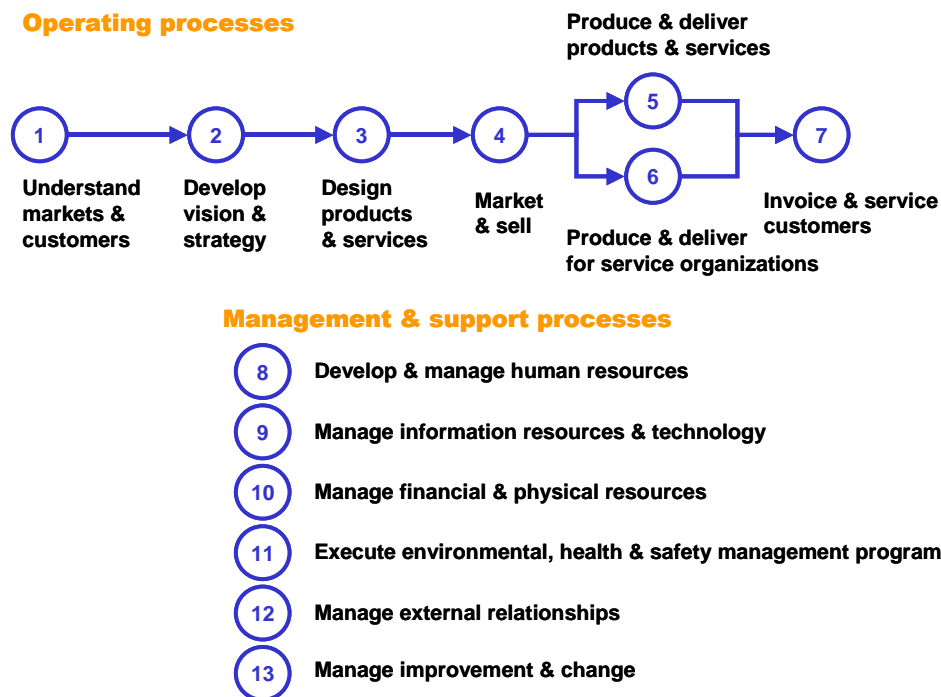 Operating processes
Produce & deliver
products & services
1
2
3
4
5
6
7
Understand
markets &
customers
Develop
vision &
strategy
Design
products
& services
Market
& sell
Produce & deliver
for service organizations
Invoice & service
customers
Management & support processes
8 Develop & manage human resources
9 Manage information resources & technology
10 Manage financial & physical resources
11 Execute environmental, health & safety management program
12 Manage external relationships
13 Manage improvement & change